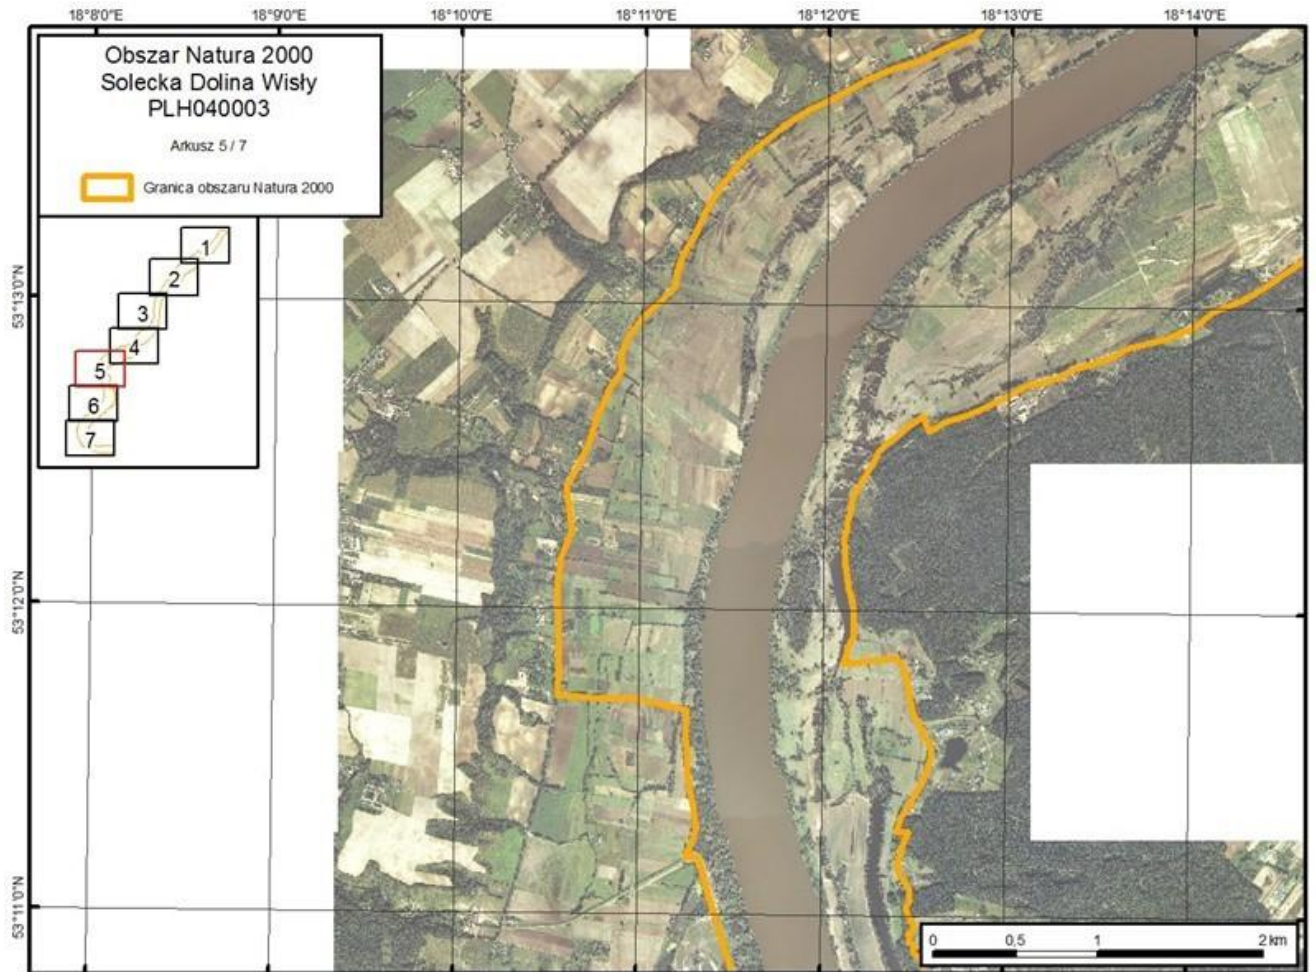 18°8'0"E 18°9'0"E 18°10'0"E 18°11'0"E 18°12'0"E 18°13'0"E 18°14'0"E
Obszar Natura 2000
Solecka Dolina Wisły
PLH040003
Arkusz 5 / 7
Granica obszaru Natura 2000
1
2
3
4
5
6
7
53°13'0"N
53°12'0"N
53°11'0"N
0 0,5 1 2 km